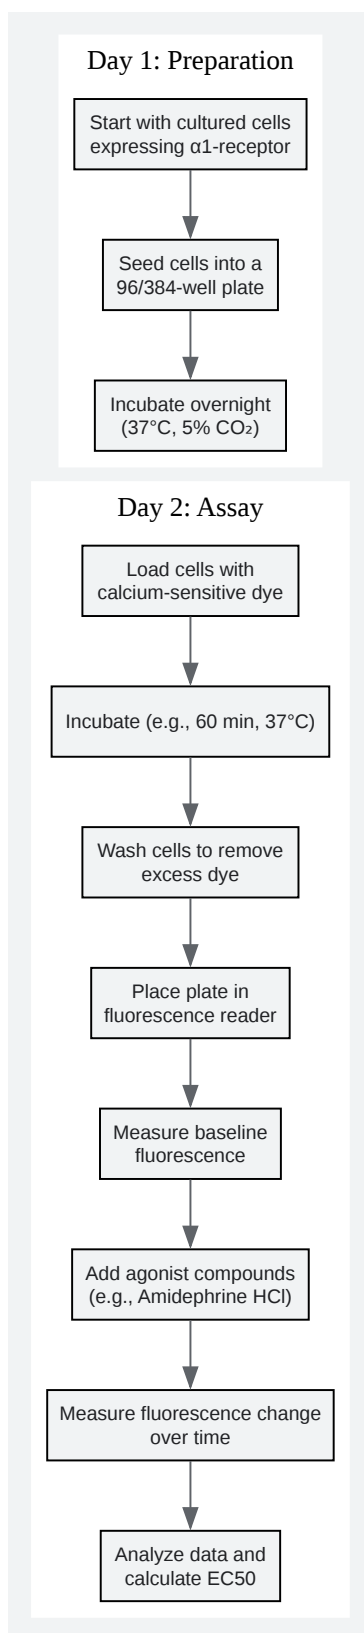 Day 1: Preparation
Start with cultured cells
expressing α1-receptor
Seed cells into a
96/384-well plate
Incubate overnight
(37°C, 5% CO₂)
Day 2: Assay
Load cells with
calcium-sensitive dye
Incubate (e.g., 60 min, 37°C)
Wash cells to remove
excess dye
Place plate in
fluorescence reader
Measure baseline
fluorescence
Add agonist compounds
(e.g., Amidephrine HCl)
Measure fluorescence change
over time
Analyze data and
calculate EC50